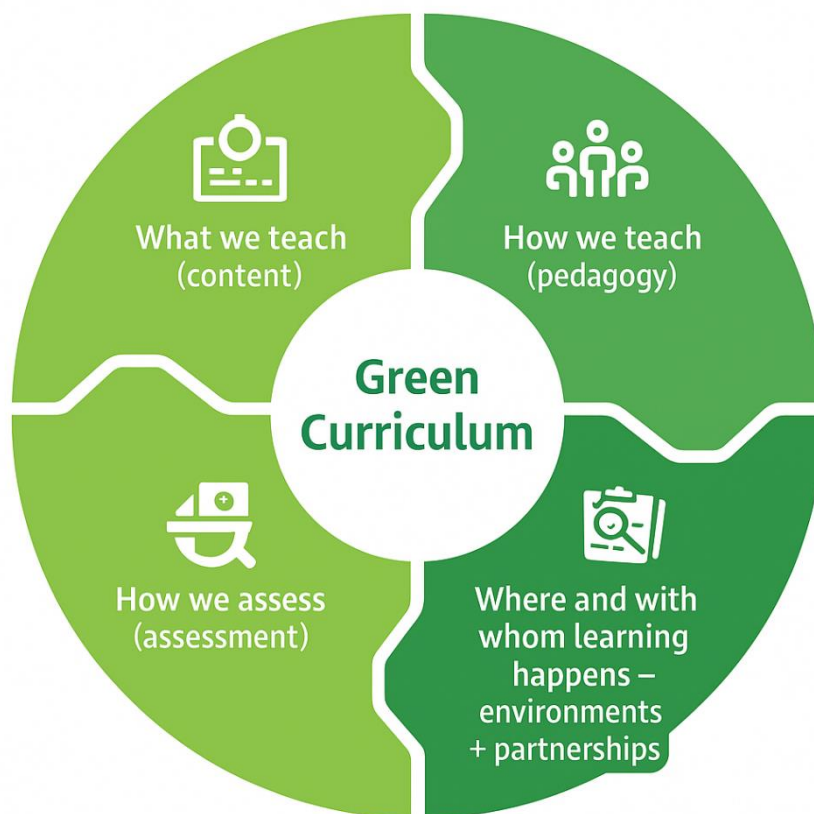 What we teach
(content)
How we teach
(pedagogy)
Green
Curriculum
How we assess
(assessment)
Where and with
whom learning
happens –
environments
+ partnerships